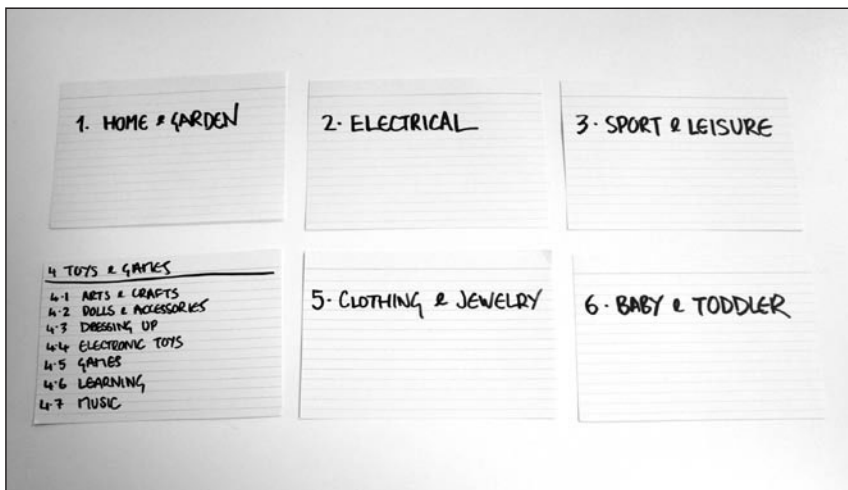 1. HOME & GARDEN
2. ELECTRICAL
3. SPORT & LEISURE
4 TOYS & GAMES
4.1 ARTS & CRAFTS
4.2 DOLLS & ACCESSORIES
4.3 DRESSING UP
4.4 ELECTRONIC TOYS
4.5 GAMES
4.6 LEARNING
4.7 MUSIC
5. CLOTHING & JEWELRY
6. BABY & TODDLER